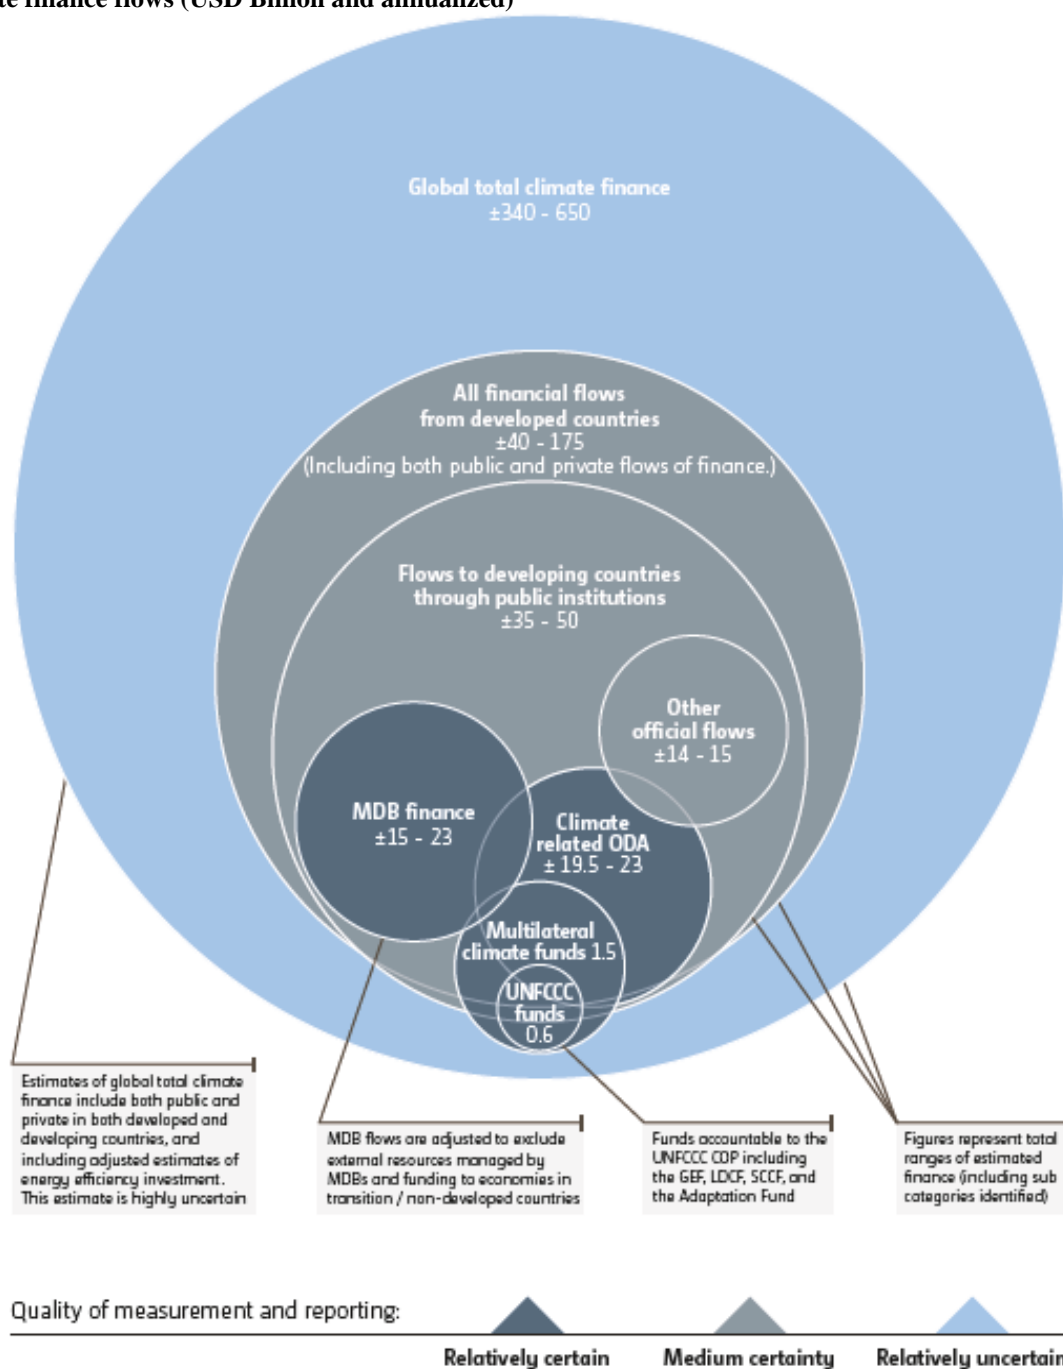 finance flows (USD Billion and annualized)
Global total climate finance
±340 - 650
All financial flows
from developed countries
±40 - 175
(Including both public and private flows of finance.)
Flows to developing countries
through public institutions
±35 - 50
Other
official flows
±14 - 15
MDB finance
±15 - 23
Climate
related ODA
± 19.5 - 23
Multilateral
climate funds 1.5
UNFCCC
funds
0.6
Estimates of global total climate
finance include both public and
private in both developed and
developing countries, and
including adjusted estimates of
energy efficiency investment.
This estimate is highly uncertain
MDB flows are adjusted to exclude
external resources managed by
MDBs and funding to economies in
transition / non-developed countries
Funds accountable to the
UNFCCC COP including
the GEF, LDCF, SCCF, and
the Adaptation Fund
Figures represent total
ranges of estimated
finance (including sub
categories identified)
Quality of measurement and reporting:
Relatively certain
Medium certainty
Relatively uncertain